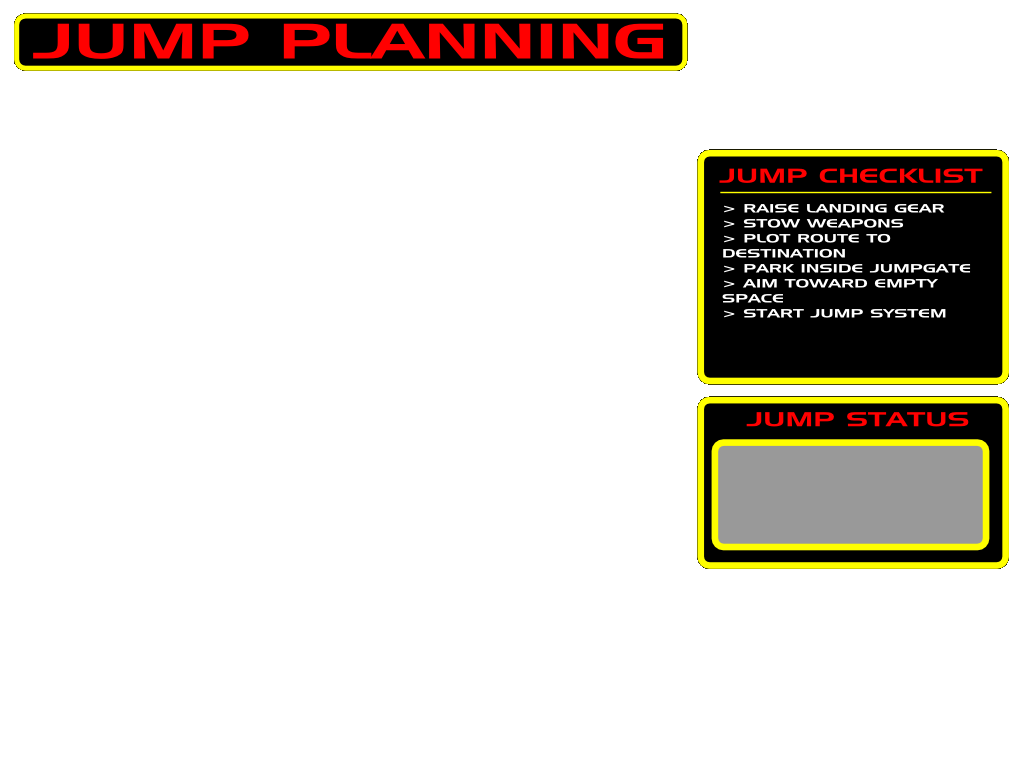 JUMP PLANNING
JUMP CHECKLIST
> RAISE LANDING GEAR
> STOW WEAPONS
> PLOT ROUTE TO
DESTINATION
> PARK INSIDE JUMPGATE
> AIM TOWARD EMPTY
SPACE
> START JUMP SYSTEM
JUMP STATUS